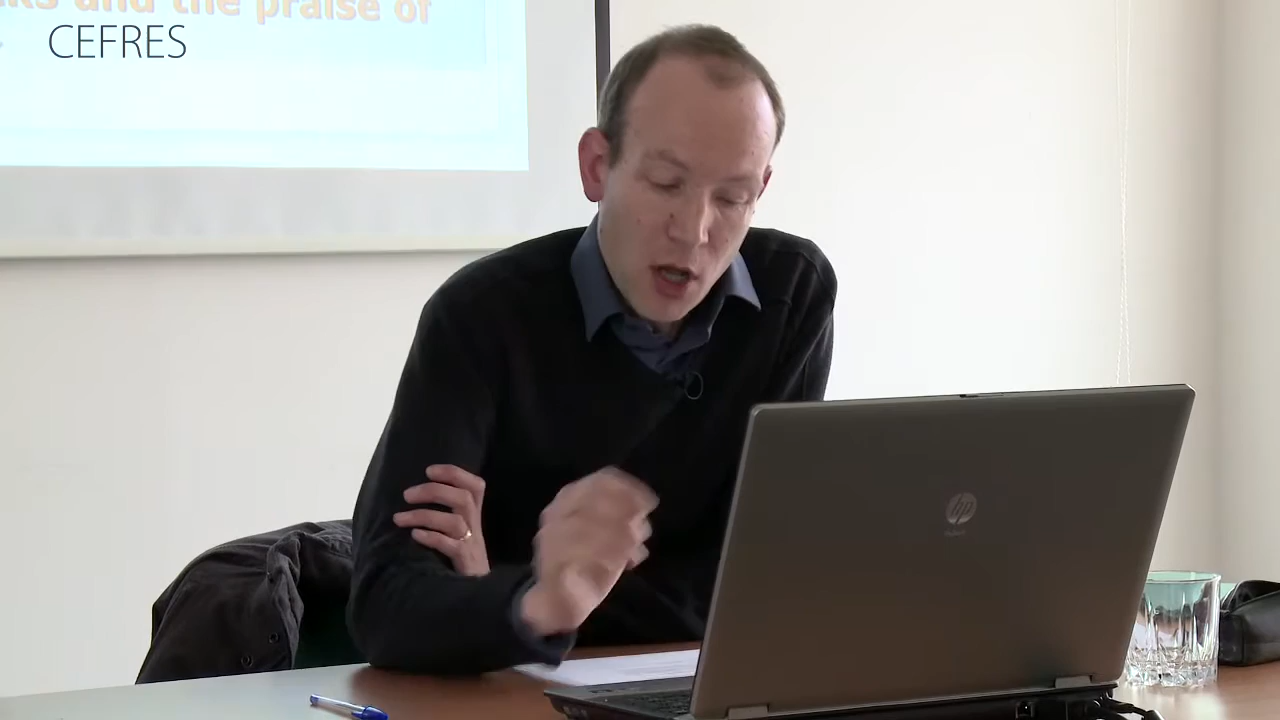 and the praise of
CEFRES
hp